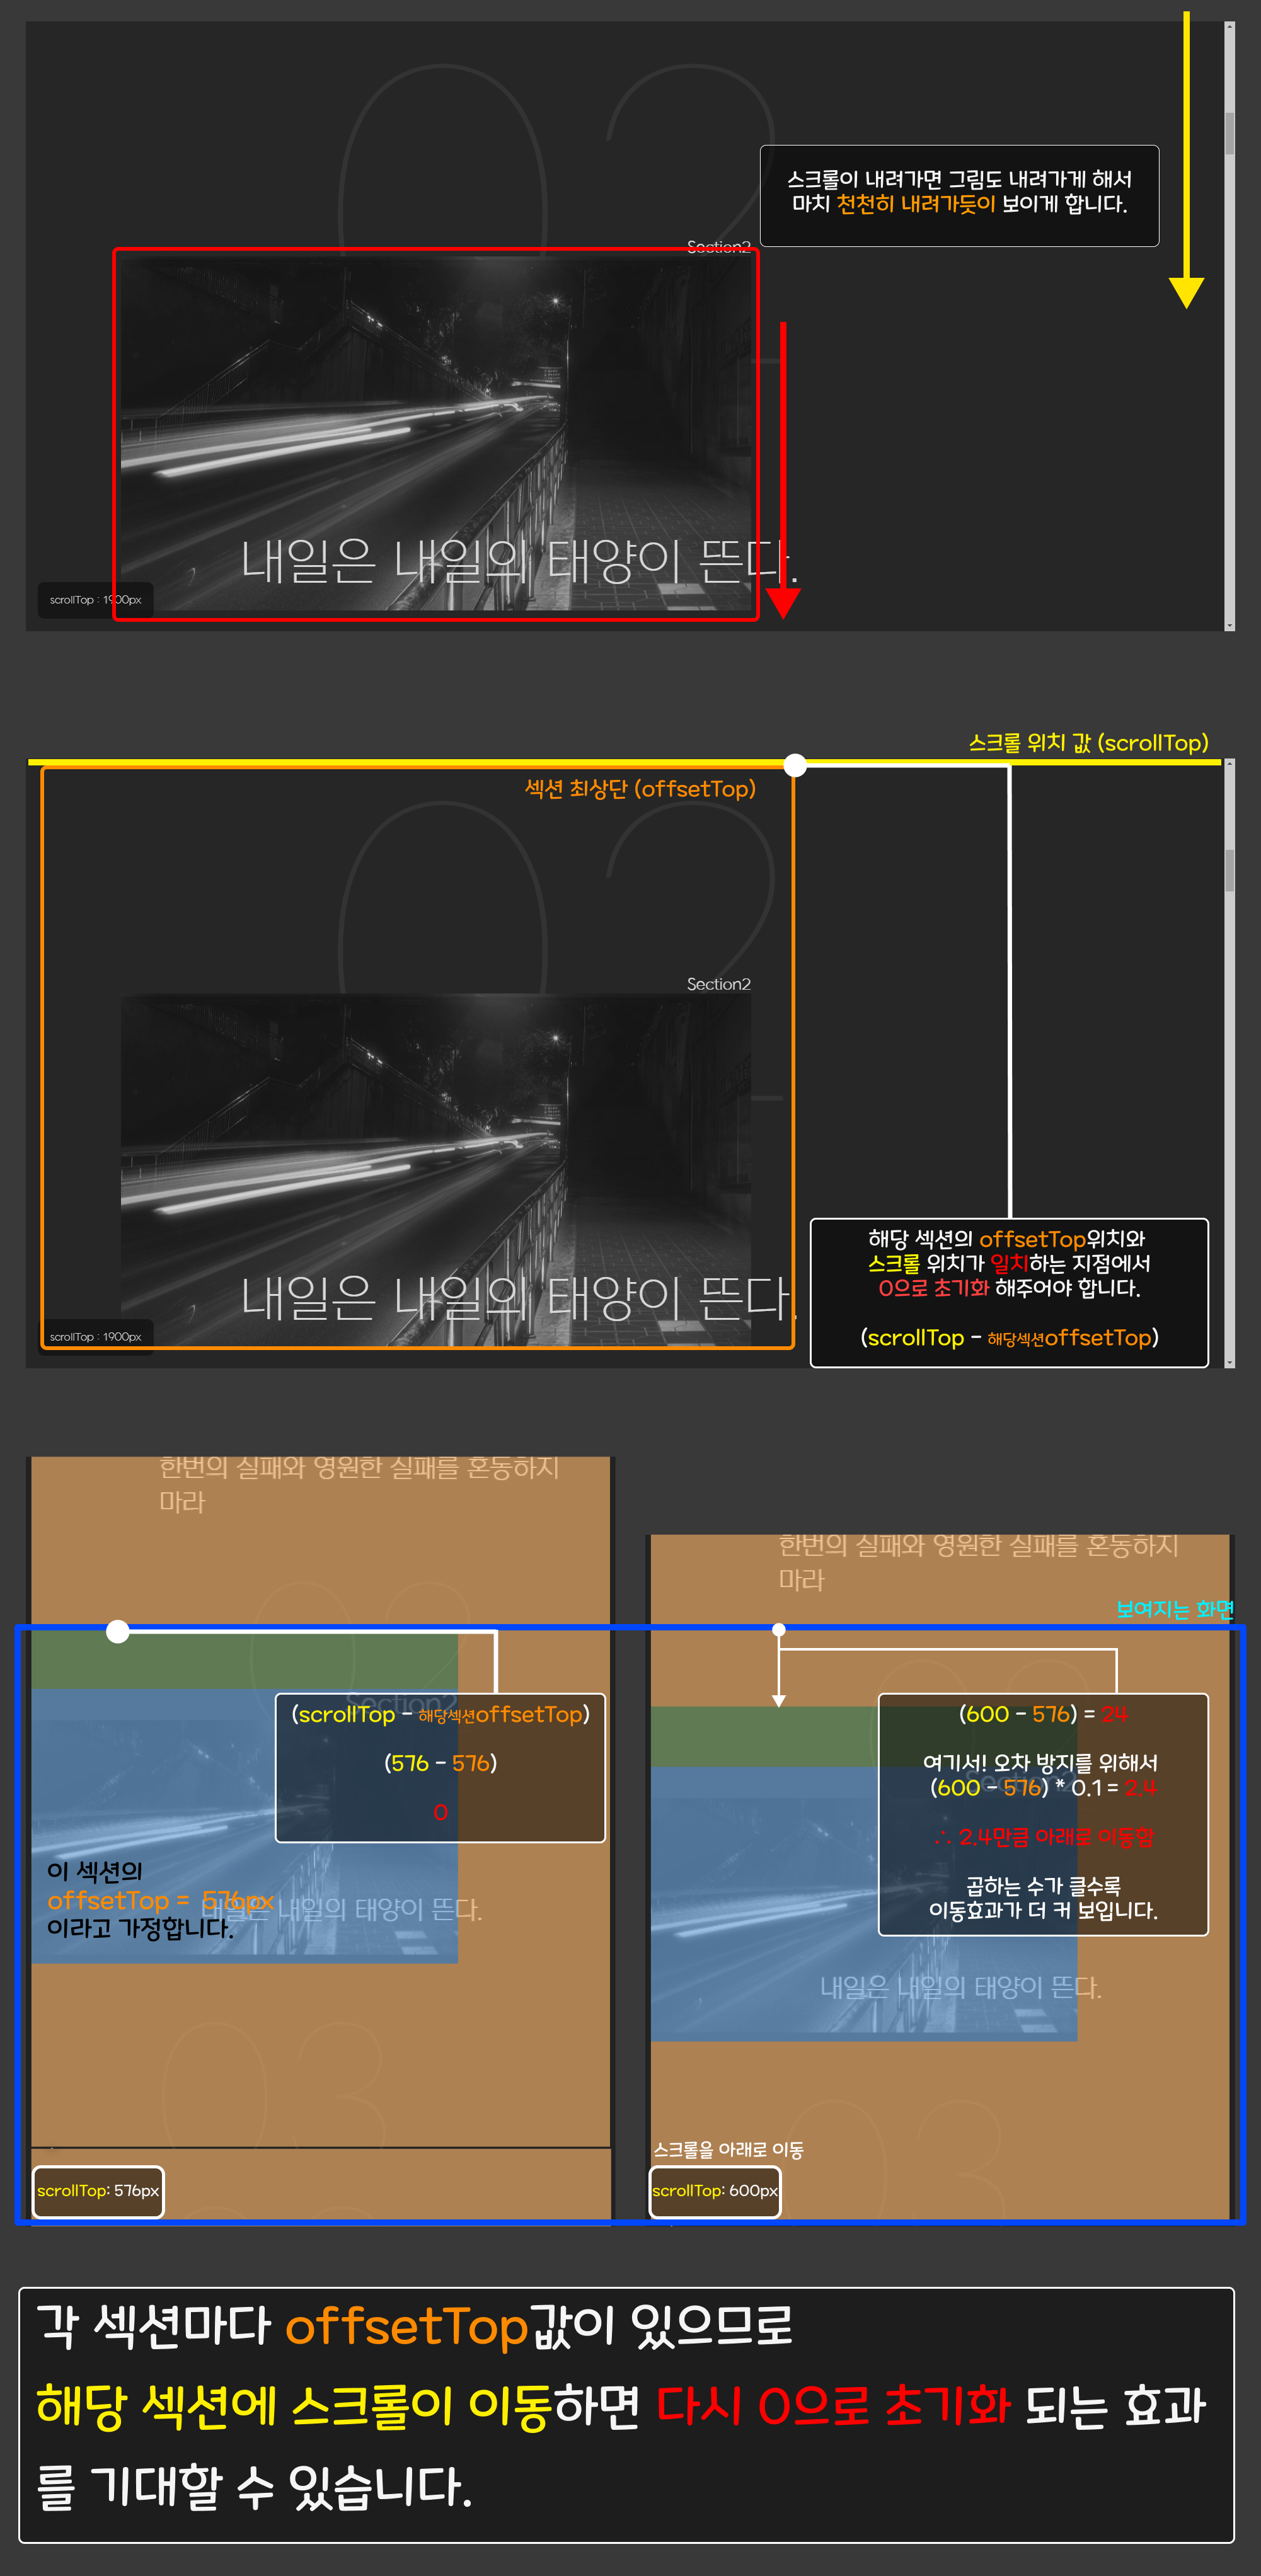 02
스크롤이 내려가면 그림도 내려가게 해서
마치 천천히 내려가듯이 보이게 합니다.
Section2
내일은 내일의 태양이 뜬다.
scrollTop : 1900px
스크롤 위치 값 (scrollTop)
섹션 최상단 (offsetTop)
02
Section2
해당 섹션의 offsetTop위치와
스크롤 위치가 일치하는 지점에서
0으로 초기화 해주어야 합니다.
(scrollTop - 해당섹션offsetTop)
내일은 내일의 태양이 뜬다.
scrollTop : 1900px
한번의 실패와 영원한 실패를 혼동하지
마라
02
Section2
(scrollTop - 해당섹션offsetTop)
(576 - 576)
0
이 섹션의
offsetTop = 576px
이라고 가정합니다.
내일은 내일의 태양이 뜬다.
03
scrollTop: 576px
한번의 실패와 영원한 실패를 혼동하지
마라
보여지는 화면
02
Section2
(600 - 576) = 24
여기서! 오차 방지를 위해서
(600 - 576) * 0.1 = 2.4
∴ 2.4만큼 아래로 이동함
곱하는 수가 클수록
이동효과가 더 커 보입니다.
내일은 내일의 태양이 뜬다.
03
스크롤을 아래로 이동
scrollTop: 600px
각 섹션마다 offsetTop값이 있으므로
해당 섹션에 스크롤이 이동하면 다시 0으로 초기화 되는 효과
를 기대할 수 있습니다.